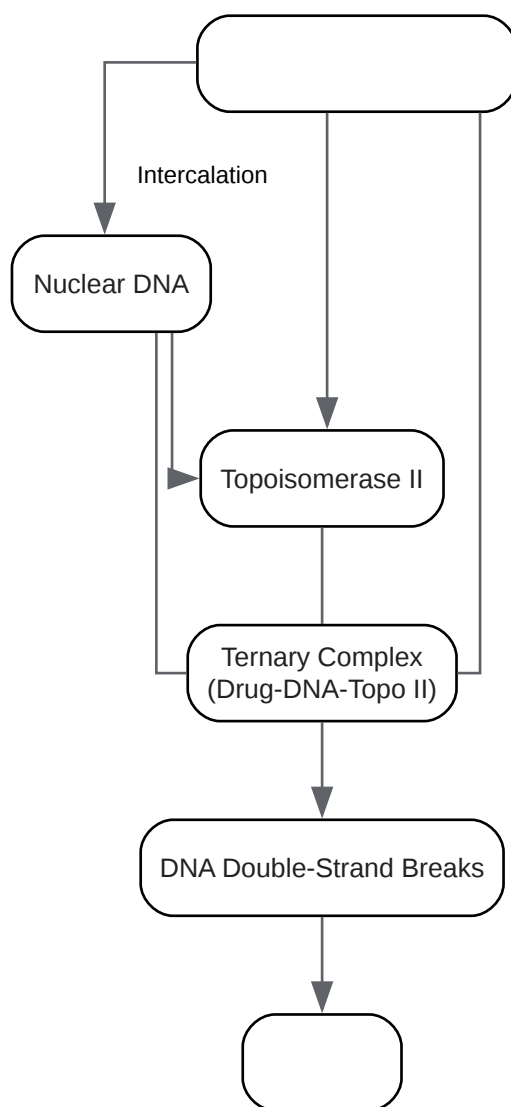 Intercalation
Nuclear DNA
Topoisomerase II
Ternary Complex
(Drug-DNA-Topo II)
DNA Double-Strand Breaks